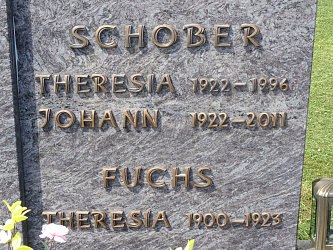 SCHOBER
THERESIA 1922-1996
JOHANN 1922-2011
FUCHS
THERESIA 1900-1923